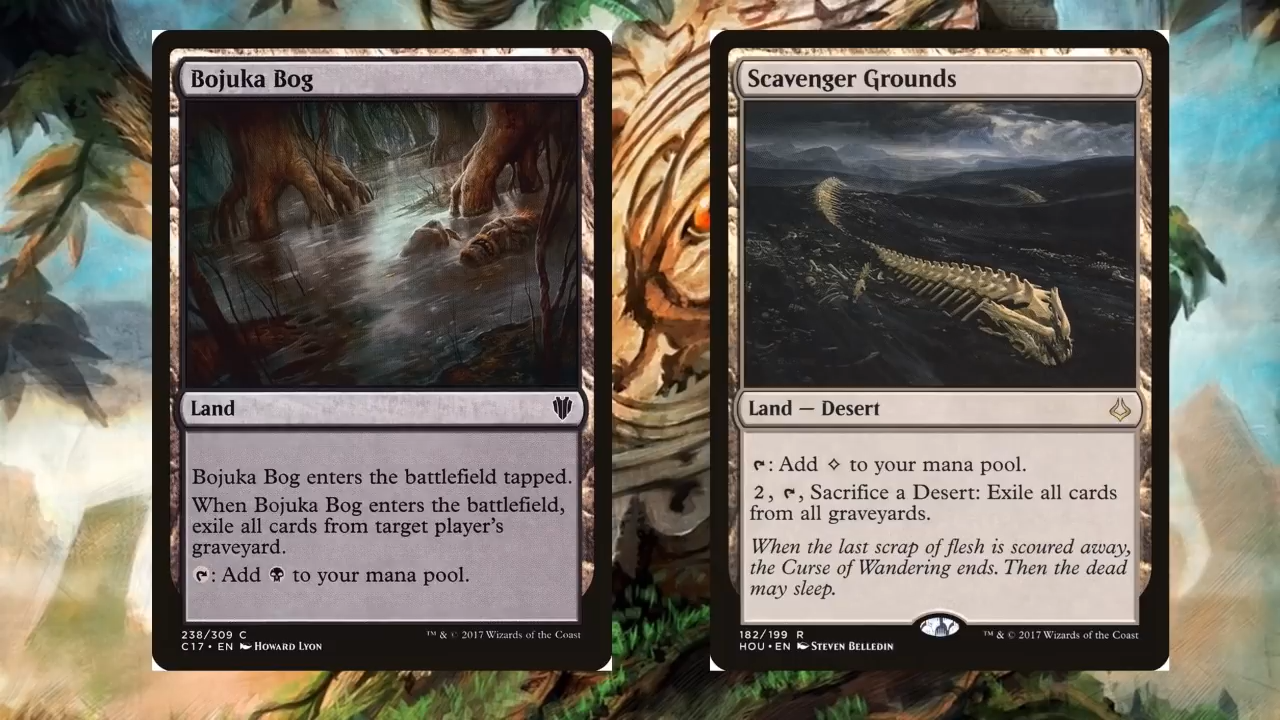 Bojuka Bog
Land
Bojuka Bog enters the battlefield tapped.
When Bojuka Bog enters the battlefield,
exile all cards from target player's
graveyard.
: Add to your mana pool.
238/309 C
C17 • EN Howard Lyon
™ & © 2017 Wizards of the Coast
Scavenger Grounds
Land — Desert
: Add to your mana pool.
2, , Sacrifice a Desert: Exile all cards
from all graveyards.
When the last scrap of flesh is scoured away,
the Curse of Wandering ends. Then the dead
may sleep.
182/199 R
HOU • EN Steven Belledin
™ & © 2017 Wizards of the Coast